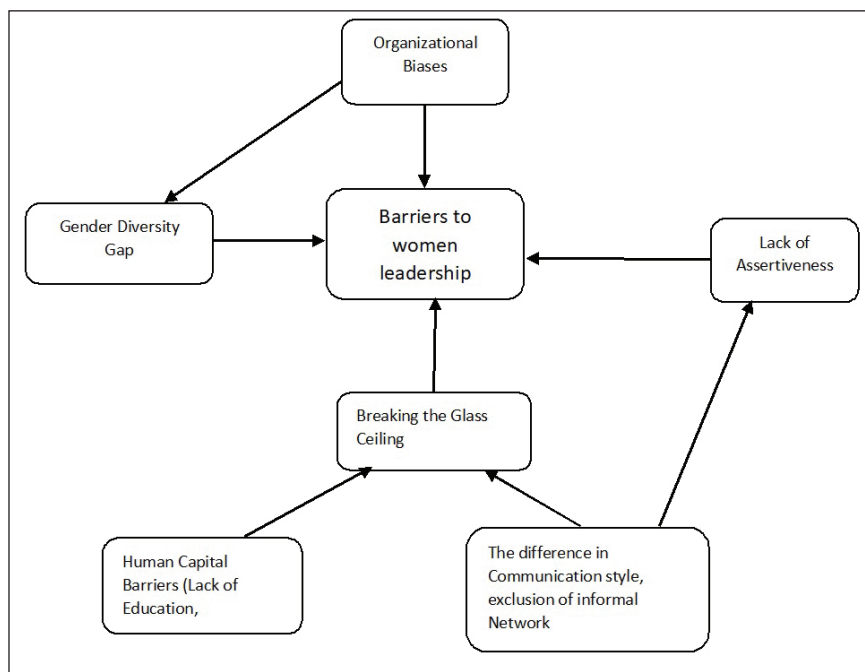 Organizational
Biases
Gender Diversity
Gap
Barriers to
women
leadership
Lack of
Assertiveness
Breaking the Glass
Ceiling
Human Capital
Barriers (Lack of
Education,
The difference in
Communication style,
exclusion of informal
Network